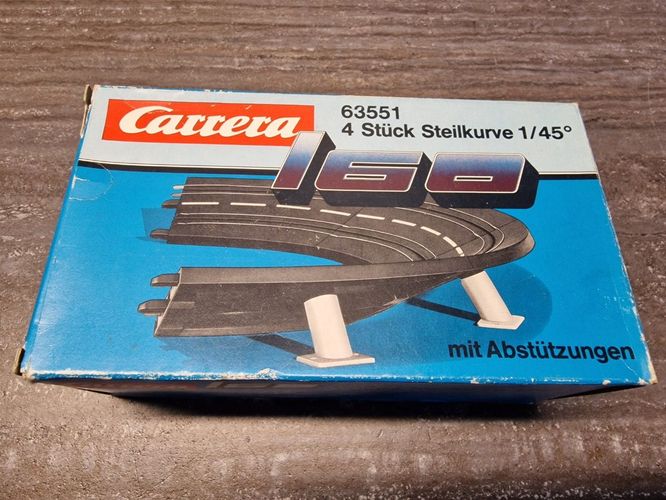 Carrera
63551
4 Stück Steilkurve 1/45°
160
mit Abstützungen